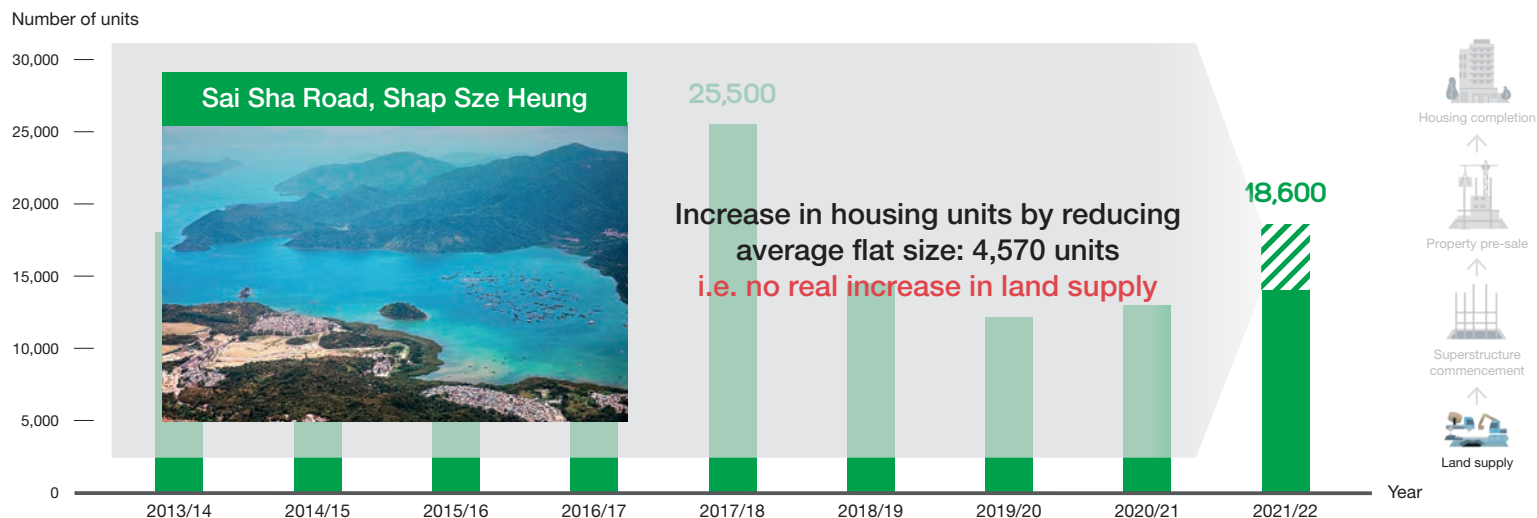 Number of units
30,000
25,000
20,000
15,000
10,000
5,000
0
Sai Sha Road, Shap Sze Heung
25,500
Increase in housing units by reducing
average flat size: 4,570 units
i.e. no real increase in land supply
18,600
2013/14
2014/15
2015/16
2016/17
2017/18
2018/19
2019/20
2020/21
2021/22
Year
Housing completion
Property pre-sale
Superstructure
commencement
Land supply